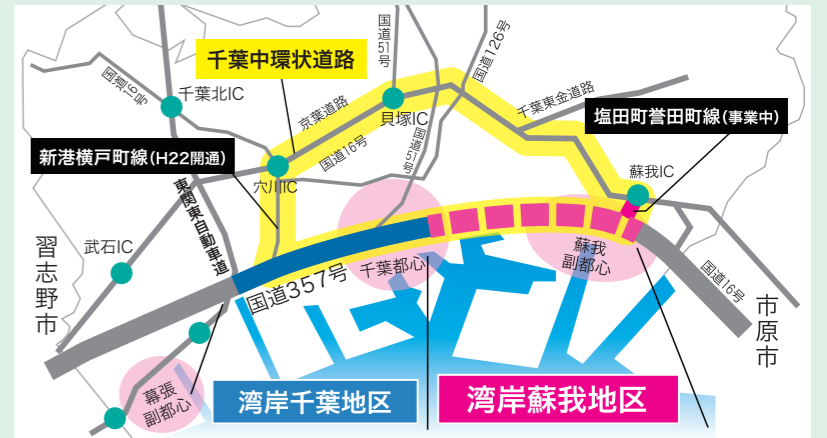 国道51号
国道126号
千葉中環状道路
国道16号
千葉北IC
京葉道路
貝塚IC
千葉東金道路
塩田町誉田町線(事業中)
新港横戸町線(H22開通)
国道16号
国道51号
穴川IC
蘇我IC
東関東自動車道
武石IC
習志野市
千葉都心
蘇我
副都心
国道357号
国道16号
市原市
幕張
副都心
湾岸千葉地区
湾岸蘇我地区